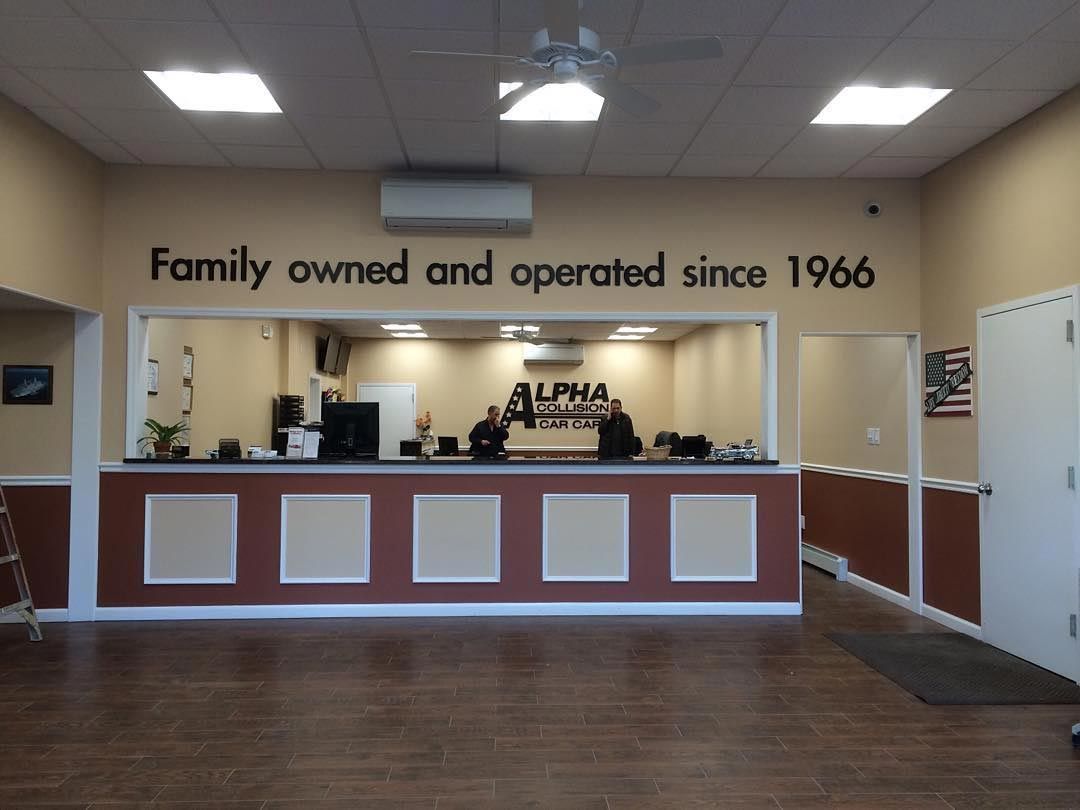 Family owned and operated since 1966
ALPHA
COLLISION
CAR CARE